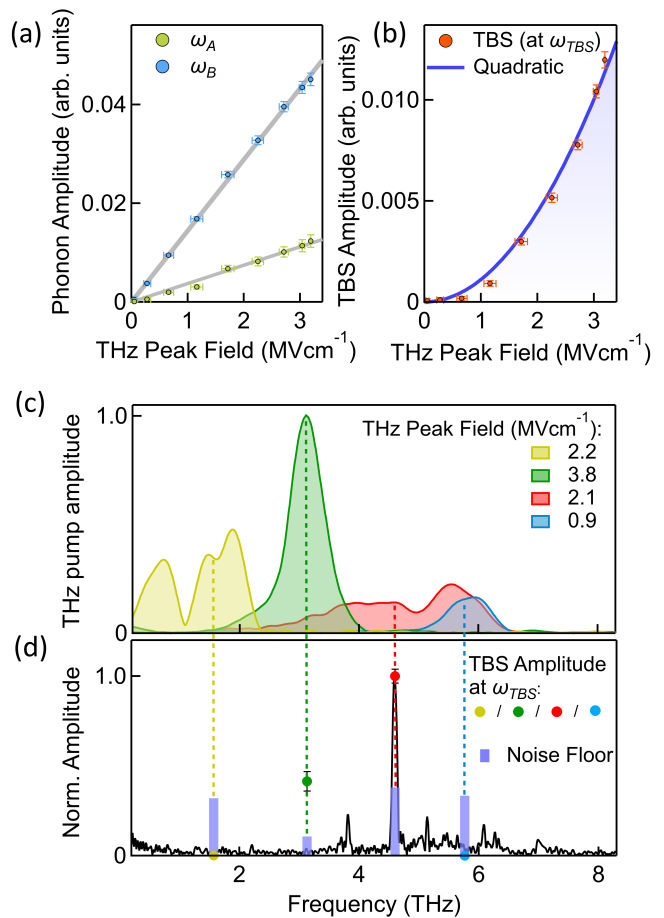 (a)
ω_A
ω_B
Phonon Amplitude (arb. units)
0.04
0.02
0
0
1
2
3
THz Peak Field (MVcm⁻¹)
(b)
TBS (at ω_TBS)
Quadratic
TBS Amplitude (arb. units)
0.010
0.005
0
0
1
2
3
THz Peak Field (MVcm⁻¹)
(c)
THz pump amplitude
1.0
0
THz Peak Field (MVcm⁻¹):
2.2
3.8
2.1
0.9
(d)
Norm. Amplitude
1.0
0
TBS Amplitude
at ω_TBS:
/ / /
Noise Floor
2
4
6
8
Frequency (THz)